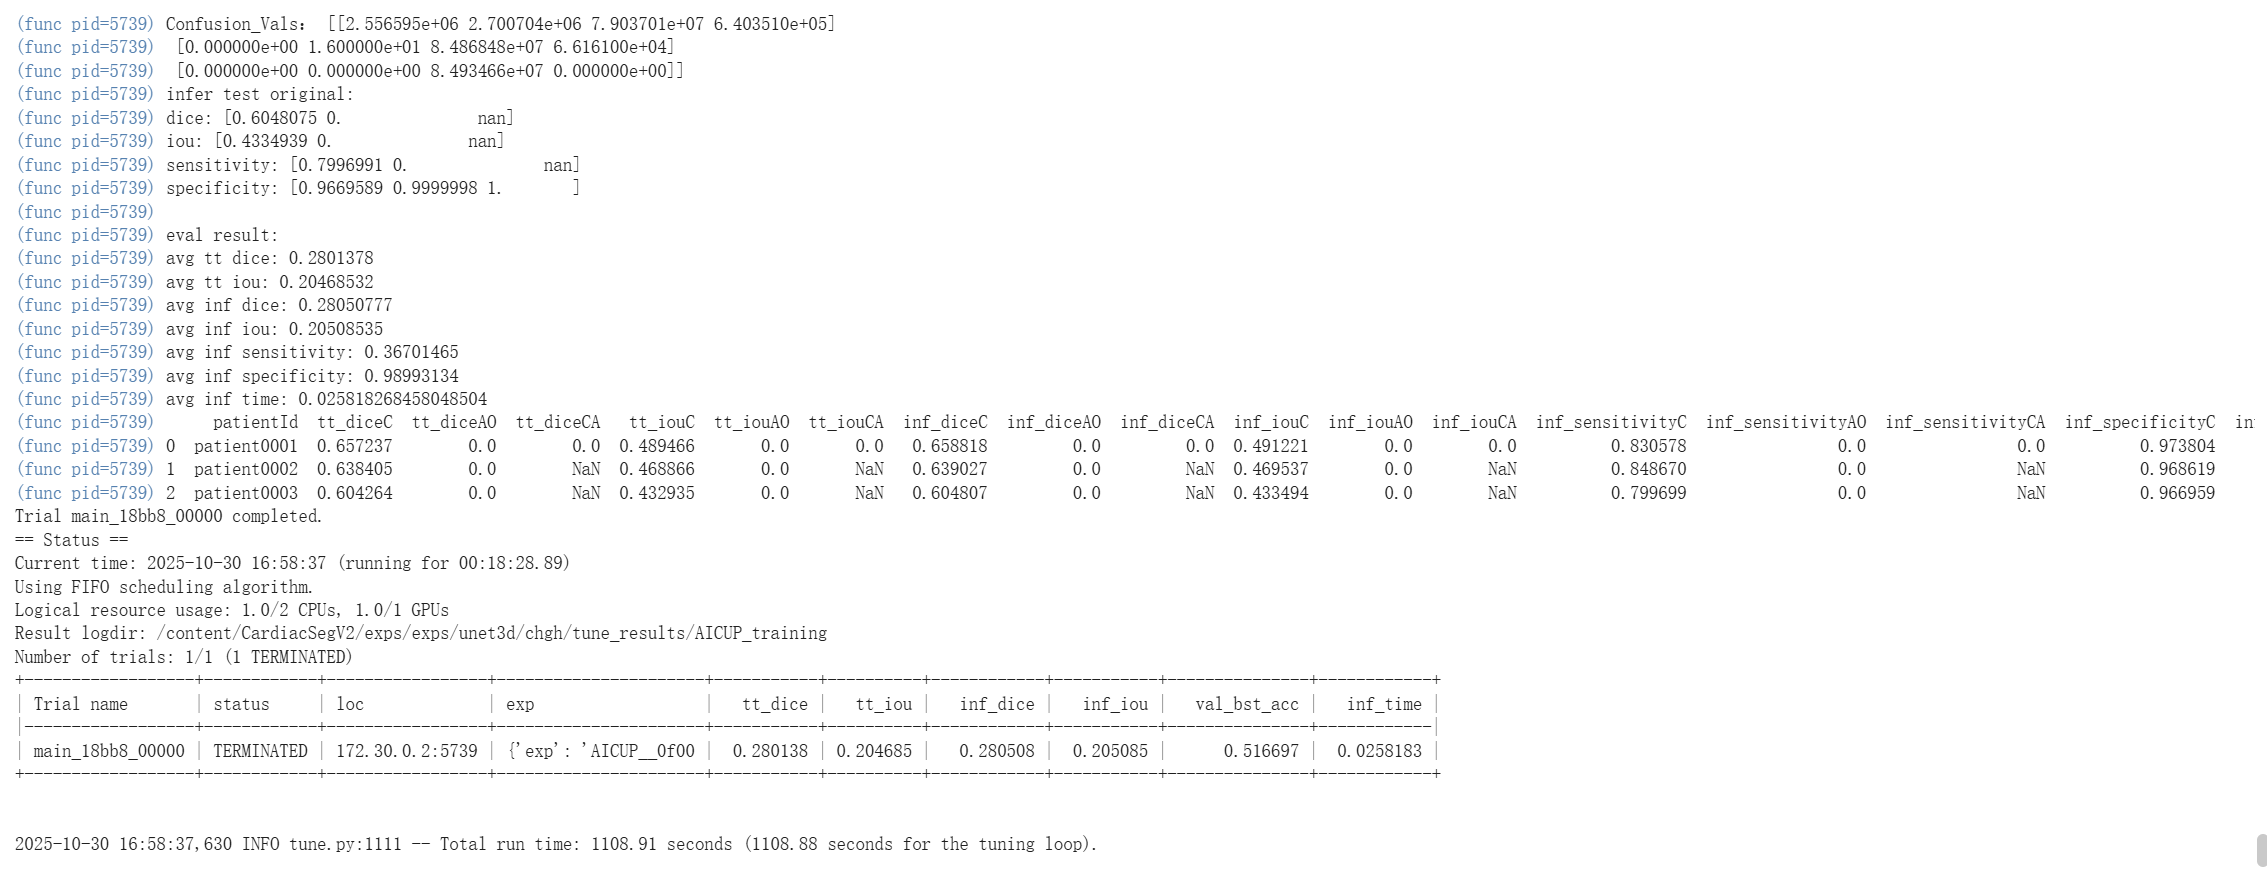 (func pid=5739) Confusion_Vals: [[2.556595e+06 2.700704e+06 7.903701e+07 6.403510e+05]
(func pid=5739)  [0.000000e+00 1.600000e+01 8.486848e+07 6.616100e+04]
(func pid=5739)  [0.000000e+00 0.000000e+00 8.493466e+07 0.000000e+00]]
(func pid=5739) infer test original:
(func pid=5739) dice: [0.6048075 0.              nan]
(func pid=5739) iou: [0.4334939 0.              nan]
(func pid=5739) sensitivity: [0.7996991 0.              nan]
(func pid=5739) specificity: [0.9669589 0.9999998 1.       ]
(func pid=5739)
(func pid=5739) eval result:
(func pid=5739) avg tt dice: 0.2801378
(func pid=5739) avg tt iou: 0.20468532
(func pid=5739) avg inf dice: 0.28050777
(func pid=5739) avg inf iou: 0.20508535
(func pid=5739) avg inf sensitivity: 0.36701465
(func pid=5739) avg inf specificity: 0.98993134
(func pid=5739) avg inf time: 0.025818268458048504
(func pid=5739)      patientId  tt_diceC  tt_diceAO  tt_diceCA   tt_iouC  tt_iouAO  tt_iouCA  inf_diceC  inf_diceAO  inf_diceCA  inf_iouC  inf_iouAO  inf_iouCA  inf_sensitivityC  inf_sensitivityAO  inf_sensitivityCA  inf_specificityC  in
(func pid=5739) 0  patient0001  0.657237        0.0        0.0  0.489466       0.0       0.0   0.658818         0.0         0.0  0.491221        0.0        0.0          0.830578                0.0                0.0          0.973804
(func pid=5739) 1  patient0002  0.638405        0.0        NaN  0.468866       0.0       NaN   0.639027         0.0         NaN  0.469537        0.0        NaN          0.848670                0.0                NaN          0.968619
(func pid=5739) 2  patient0003  0.604264        0.0        NaN  0.432935       0.0       NaN   0.604807         0.0         NaN  0.433494        0.0        NaN          0.799699                0.0                NaN          0.966959
Trial main_18bb8_00000 completed.
== Status ==
Current time: 2025-10-30 16:58:37 (running for 00:18:28.89)
Using FIFO scheduling algorithm.
Logical resource usage: 1.0/2 CPUs, 1.0/1 GPUs
Result logdir: /content/CardiacSegV2/exps/exps/unet3d/chgh/tune_results/AICUP_training
Number of trials: 1/1 (1 TERMINATED)
+------------------+------------+-----------------+----------------------+-----------+----------+------------+-----------+---------------+------------+
| Trial name       | status     | loc             | exp                  |   tt_dice |   tt_iou |   inf_dice |   inf_iou |   val_bst_acc |   inf_time |
|------------------+------------+-----------------+----------------------+-----------+----------+------------+-----------+---------------+------------|
| main_18bb8_00000 | TERMINATED | 172.30.0.2:5739 | {'exp': 'AICUP__0f00 |  0.280138 | 0.204685 |   0.280508 |  0.205085 |      0.516697 |  0.0258183 |
+------------------+------------+-----------------+----------------------+-----------+----------+------------+-----------+---------------+------------+
2025-10-30 16:58:37,630 INFO tune.py:1111 -- Total run time: 1108.91 seconds (1108.88 seconds for the tuning loop).